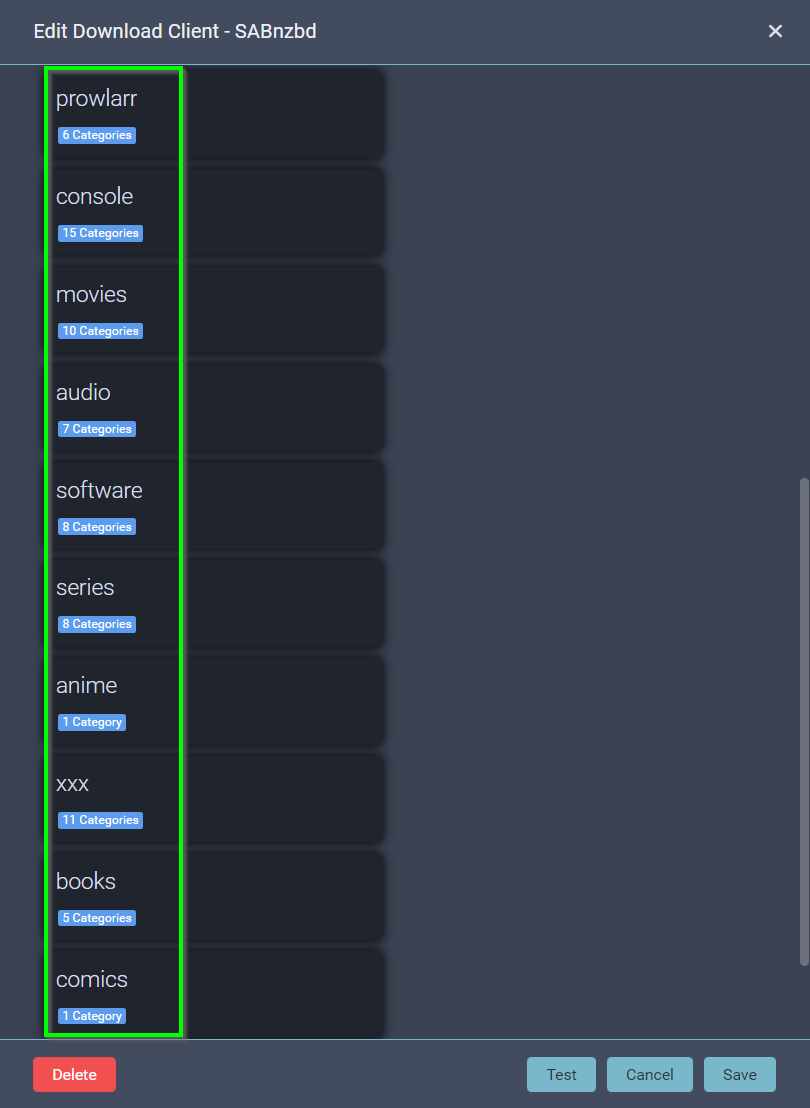 Edit Download Client - SABnzbd
prowlarr
6 Categories
console
15 Categories
movies
10 Categories
audio
7 Categories
software
8 Categories
series
8 Categories
anime
1 Category
xxx
11 Categories
books
5 Categories
comics
1 Category
Delete
Test
Cancel
Save